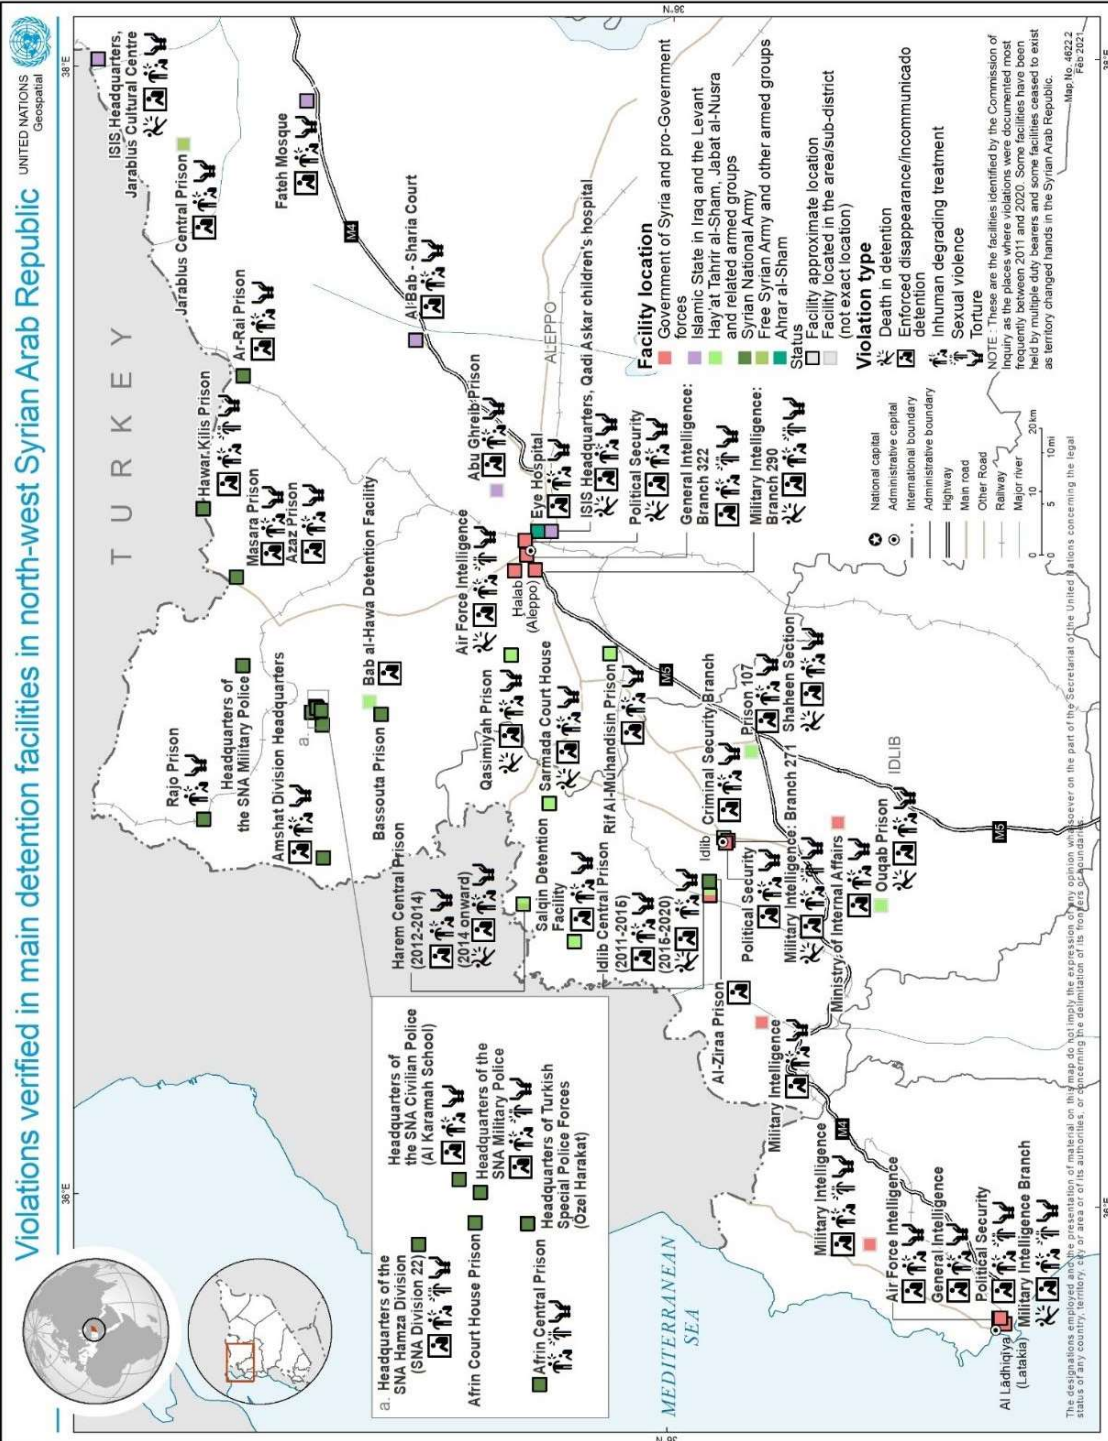 Violations verified in main detention facilities in north-west Syrian Arab Republic
UNITED NATIONS
Geospatial
36°E
38°E
T U R K E Y
ISIS Headquarters,
Jarablus Cultural Centre
Jarablus Central Prison
Fateh Mosque
M4
Ar-Rai Prison
Al Bab - Sharia Court
Hawar Kilis Prison
Masara Prison
Azaz Prison
Abu Ghreib Prison
ALEPPO
Rajo Prison
Headquarters of
the SNA Military Police
Amshat Division Headquarters
a.
Bab al-Hawa Detention Facility
Bassouta Prison
Air Force Intelligence
Eye Hospital
ISIS Headquarters, Qadi Askar children's hospital
Political Security
General Intelligence:
Branch 322
Military Intelligence:
Branch 290
Halab
(Aleppo)
Qasimiyah Prison
Sarmada Court House
Rif Al-Muhandisin Prison
M5
Harem Central Prison
(2012-2014)
(2014 onward)
Salqin Detention
Facility
Idlib Central Prison
(2011-2015)
(2015-2020)
Idlib
Criminal Security Branch
Prison 107
Shaheen Section
Political Security
Military Intelligence: Branch 271
Ministry of Internal Affairs
Ouqab Prison
IDLIB
M5
Al-Ziraa Prison
Military Intelligence
M4
Military Intelligence
Air Force Intelligence
General Intelligence
Political Security
Military Intelligence Branch
Al Ladhiqiya
(Latakia)
MEDITERRANEAN
SEA
36°N
36°N
36°E
38°E
a. Headquarters of the
SNA Hamza Division
(SNA Division 22)
Headquarters of
the SNA Civilian Police
(Al Karamah School)
Afrin Court House Prison
Headquarters of the
SNA Military Police
Afrin Central Prison
Headquarters of Turkish
Special Police Forces
(Özel Harakat)
Facility location
Government of Syria and pro-Government
forces
Islamic State in Iraq and the Levant
Hay'at Tahrir al-Sham, Jabat al-Nusra
and related armed groups
Syrian National Army
Free Syrian Army and other armed groups
Ahrar al-Sham
Status
Facility approximate location
Facility located in the area/sub-district
(not exact location)
Violation type
Death in detention
Enforced disappearance/incommunicado
detention
Inhuman degrading treatment
Sexual violence
Torture
NOTE : These are the facilities identified by the Commission of
Inquiry as the places where violations were documented most
frequently between 2011 and 2020. Some facilities have been
held by multiple duty bearers and some facilities ceased to exist
as territory changed hands in the Syrian Arab Republic.
Map No. 4622.2
Feb 2021
National capital
Administrative capital
International boundary
Administrative boundary
Highway
Main road
Other Road
Railway
Major river
0 5 10 20km
0 5 10mi
The designations employed and the presentation of material on this map do not imply the expression of any opinion whatsoever on the part of the Secretariat of the United Nations concerning the legal
status of any country, territory, city or area or of its authorities, or concerning the delimitation of its frontiers or boundaries.